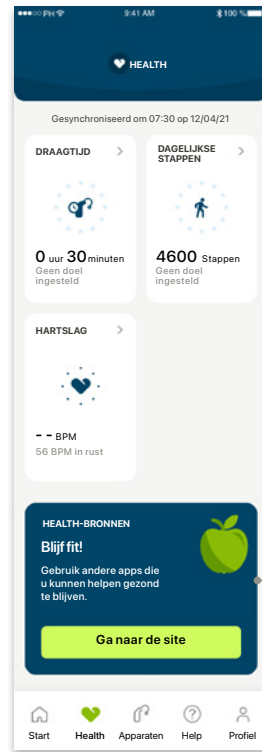 PH 9:41 AM 100 %
HEALTH
Gesynchroniseerd om 07:30 op 12/04/21
DRAAGTIJD
0 uur 30 minuten
Geen doel
ingesteld
DAGELIJKSE
STAPPEN
4600 Stappen
Geen doel
ingesteld
HARTSLAG
- - BPM
56 BPM in rust
HEALTH-BRONNEN
Blijf fit!
Gebruik andere apps die
u kunnen helpen gezond
te blijven.
Ga naar de site
Start Health Apparaten Help Profiel